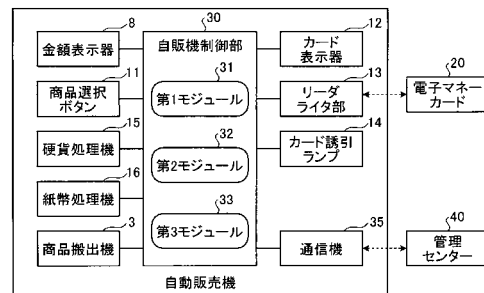 8
金額表示器
11
商品選択
ボタン
15
硬貨処理機
16
紙幣処理機
3
商品搬出機
30
自販機制御部
31
第1モジュール
32
第2モジュール
33
第3モジュール
12
カード
表示器
13
リーダ
ライタ部
14
カード誘引
ランプ
35
通信機
自動販売機
20
電子マネー
カード
40
管理
センター